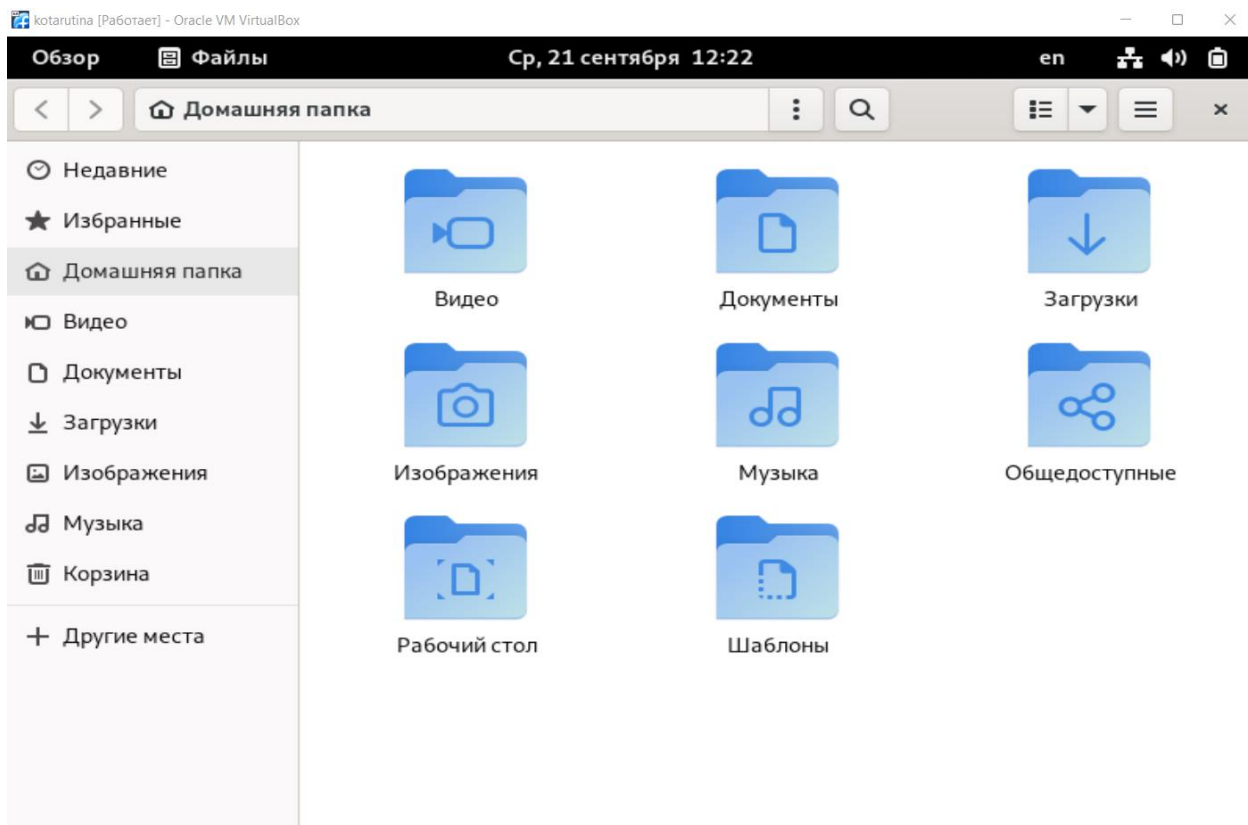 kotarutina [Работает] - Oracle VM VirtualBox
Обзор Файлы Ср, 21 сентября 12:22 en
Домашняя папка
Недавние
Избранные
Домашняя папка
Видео
Документы
Загрузки
Изображения
Музыка
Корзина
Другие места
Видео Документы Загрузки
Изображения Музыка Общедоступные
Рабочий стол Шаблоны